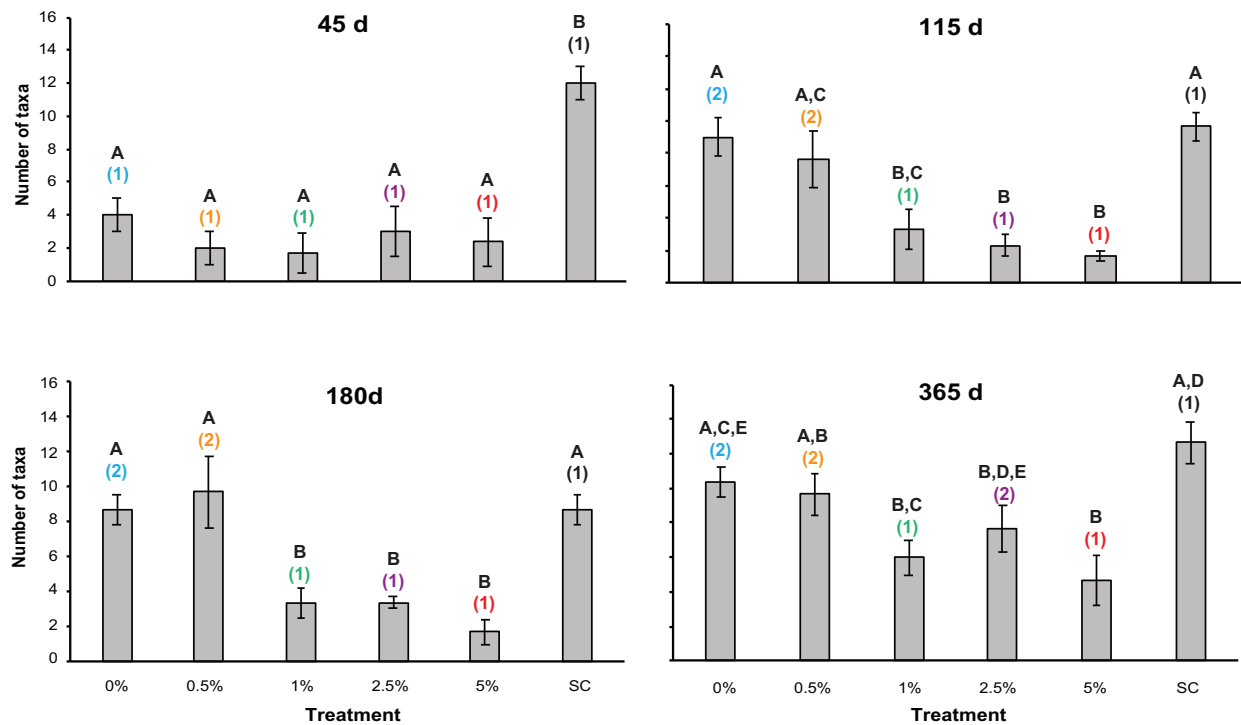 45 d
Number of taxa
16
14
12
10
8
6
4
2
0
A
(1)
A
(1)
A
(1)
A
(1)
A
(1)
B
(1)
115 d
A
(2)
A,C
(2)
B,C
(1)
B
(1)
B
(1)
A
(1)
180d
Number of taxa
16
14
12
10
8
6
4
2
0
A
(2)
A
(2)
B
(1)
B
(1)
B
(1)
A
(1)
0% 0.5% 1% 2.5% 5% SC
Treatment
365 d
A,C,E
(2)
A,B
(2)
B,C
(1)
B,D,E
(2)
B
(1)
A,D
(1)
0% 0.5% 1% 2.5% 5% SC
Treatment